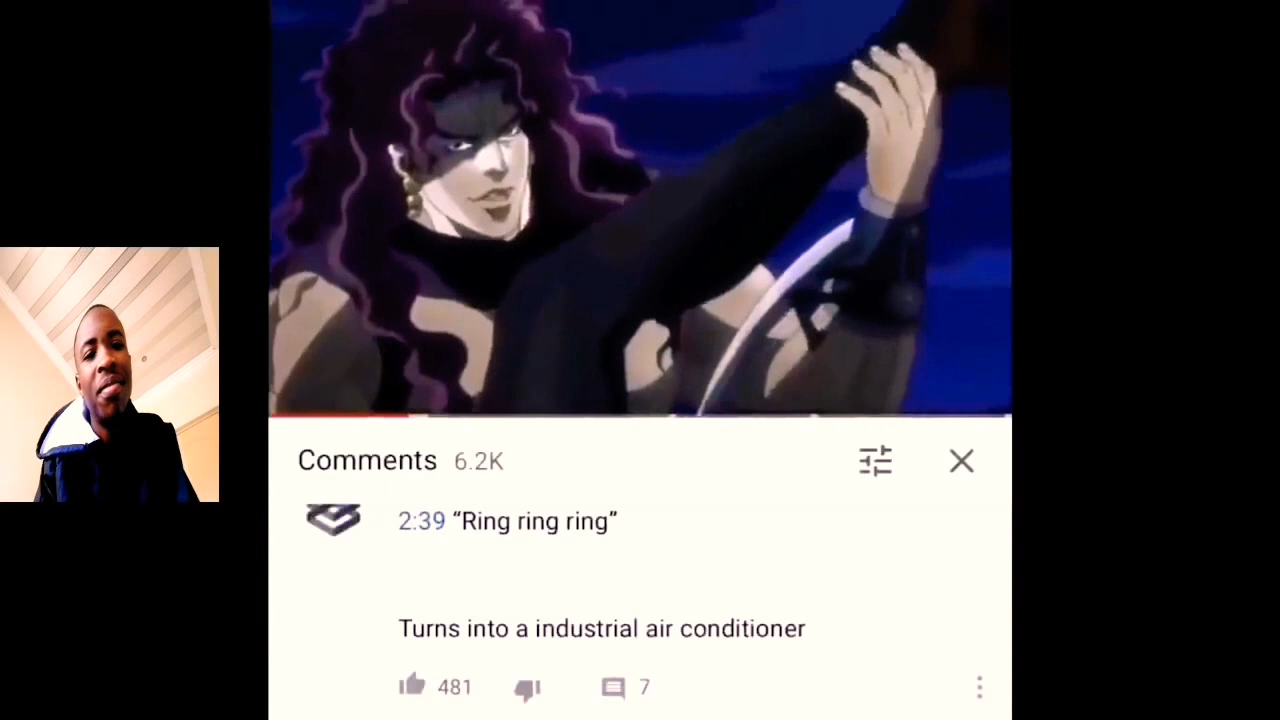 Comments 6.2K
2:39 “Ring ring ring”
Turns into a industrial air conditioner
481 7